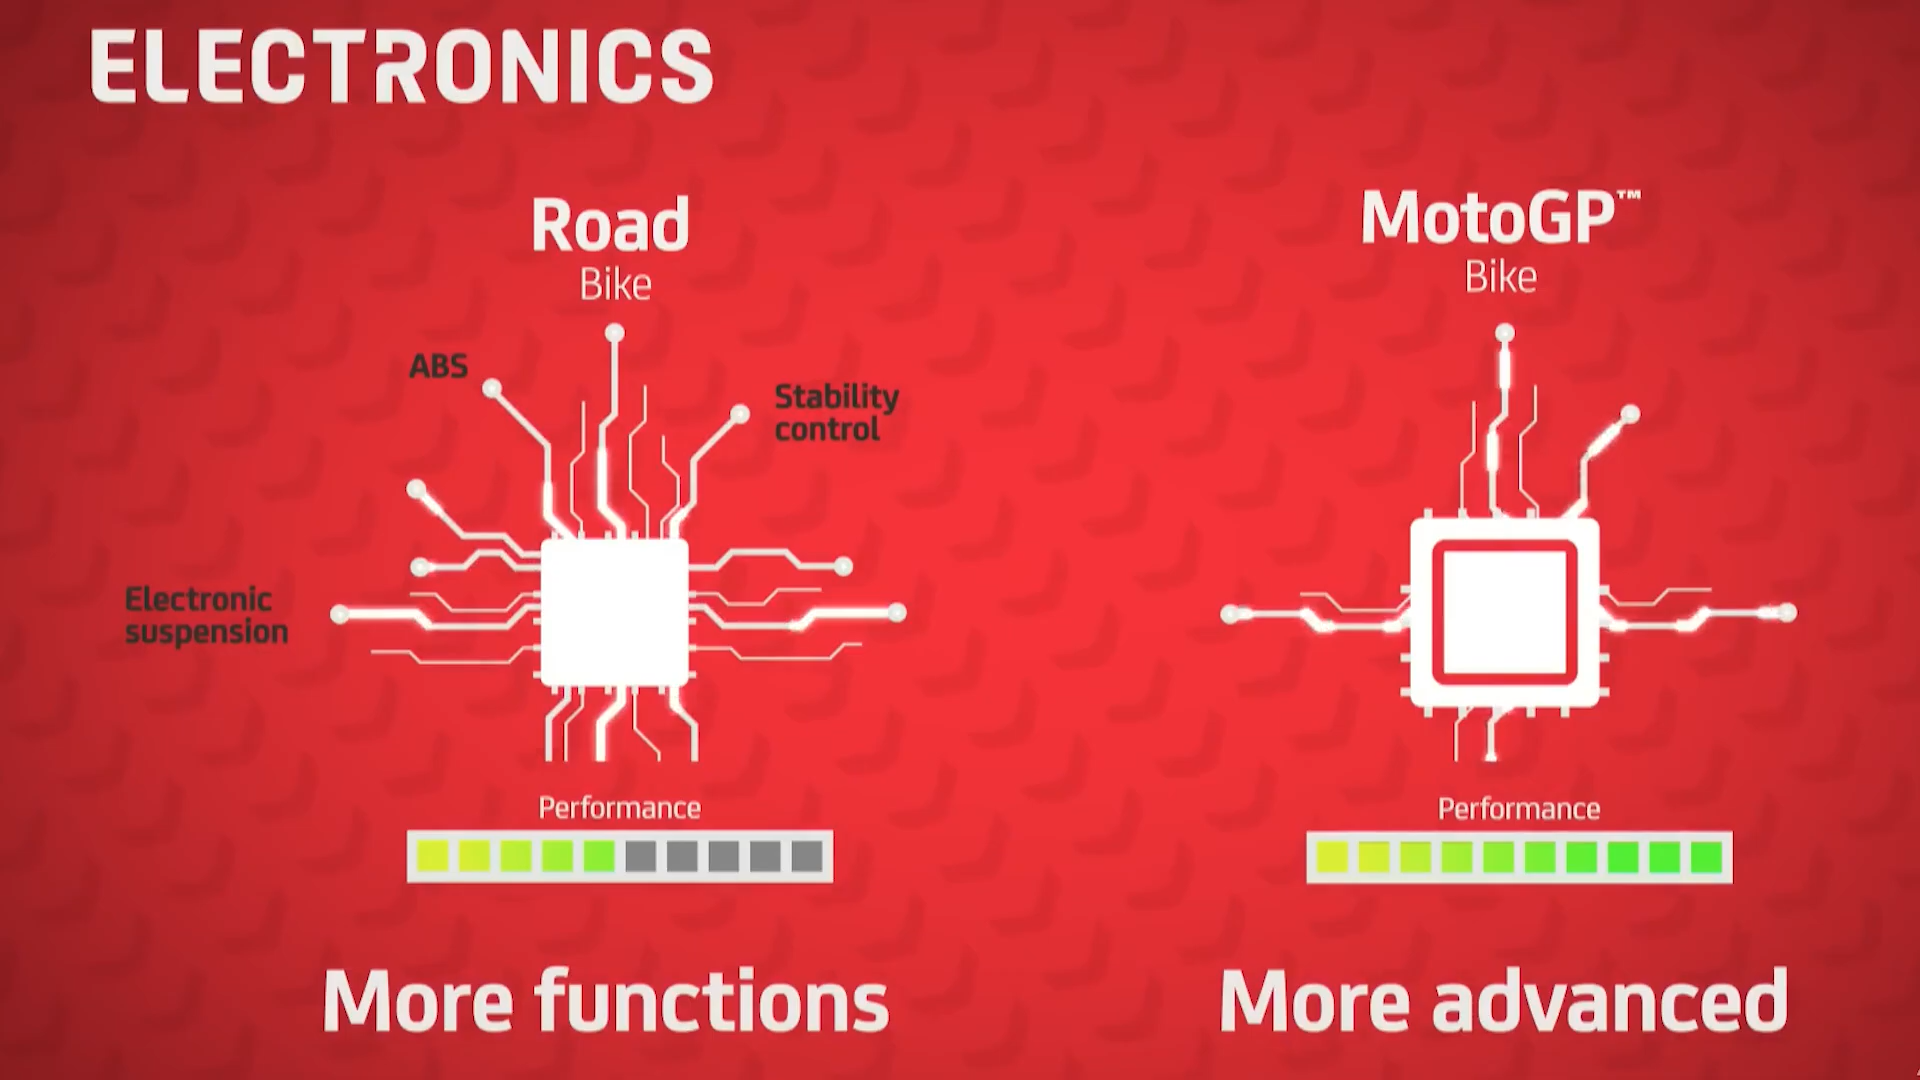 ELECTRONICS
Road
Bike
ABS
Stability
control
Electronic
suspension
Performance
More functions
MotoGP™
Bike
Performance
More advanced